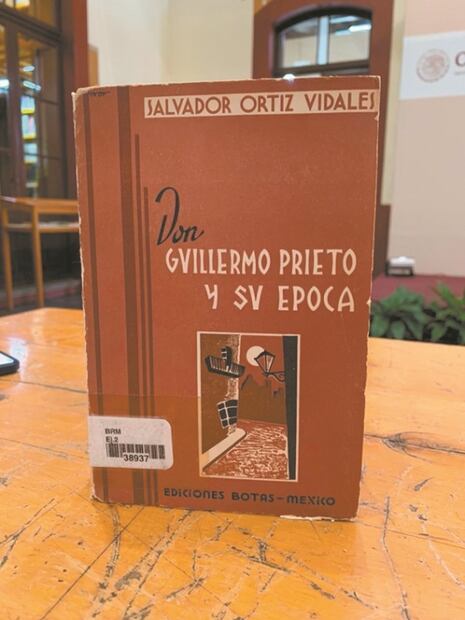 SALVADOR ORTIZ VIDALES
Don
GVILLERMO PRIETO
Y SV EPOCA
BRM
EL2
38937
EDICIONES BOTAS-MEXICO